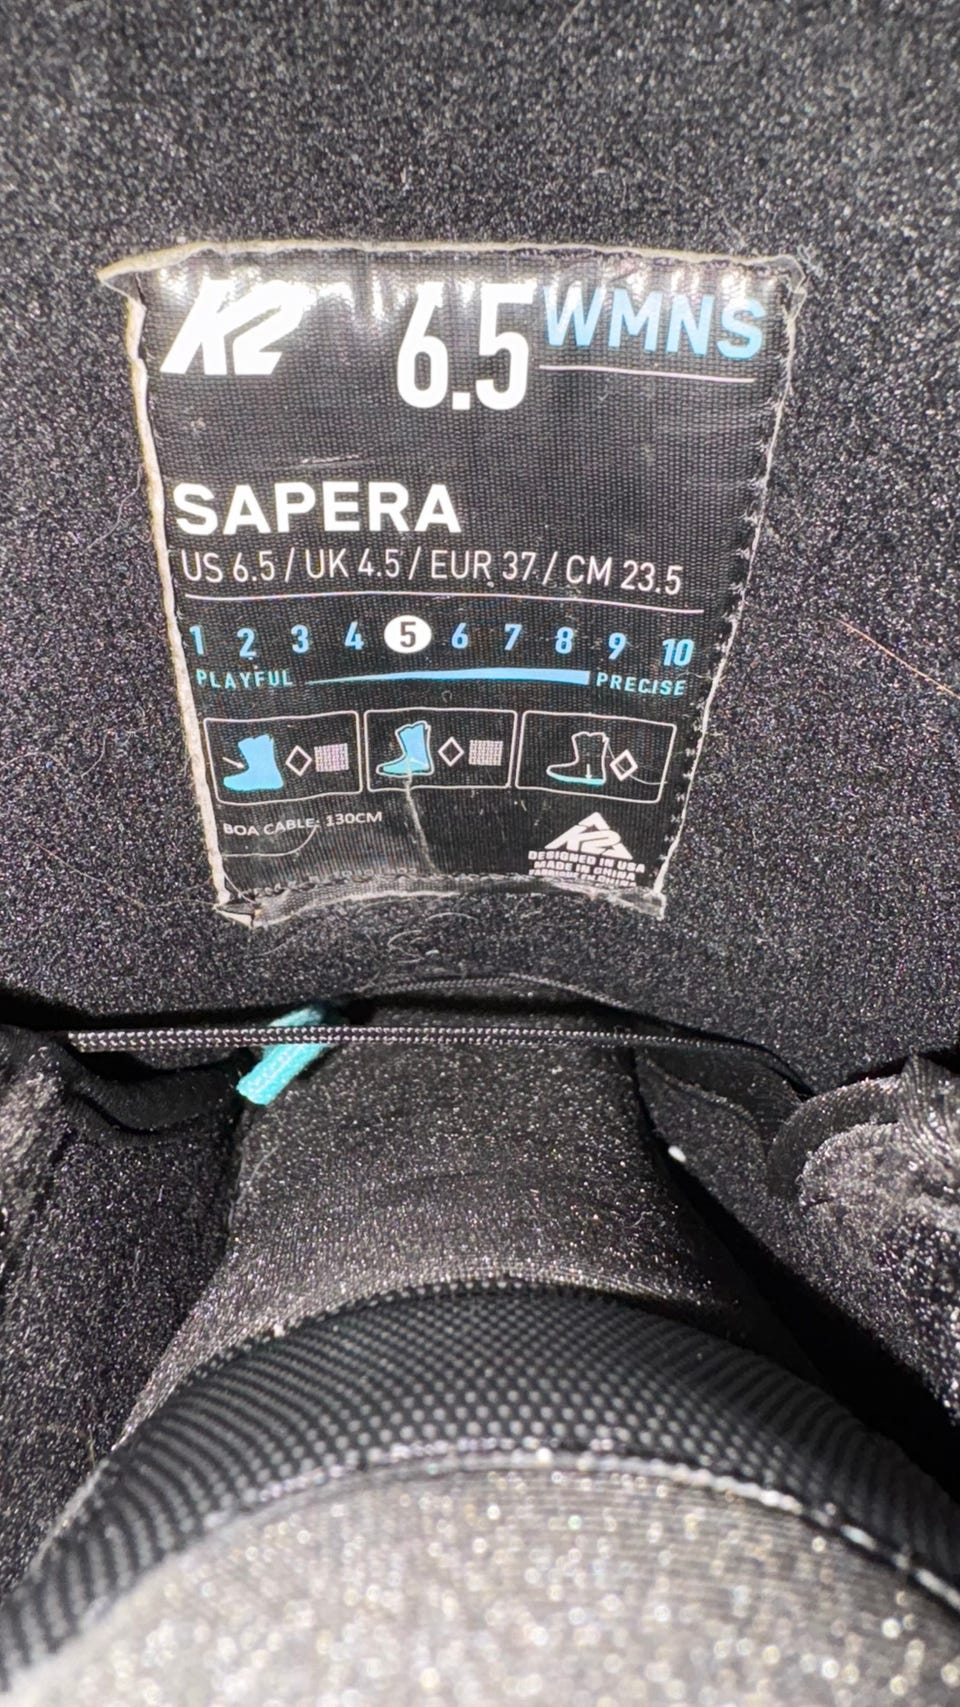 K2 6.5 WMNS
SAPERA
US 6.5 / UK 4.5 / EUR 37 / CM 23.5
1 2 3 4 5 6 7 8 9 10
PLAYFUL PRECISE
BOA CABLE: 130CM
K2
DESIGNED IN USA
MADE IN CHINA